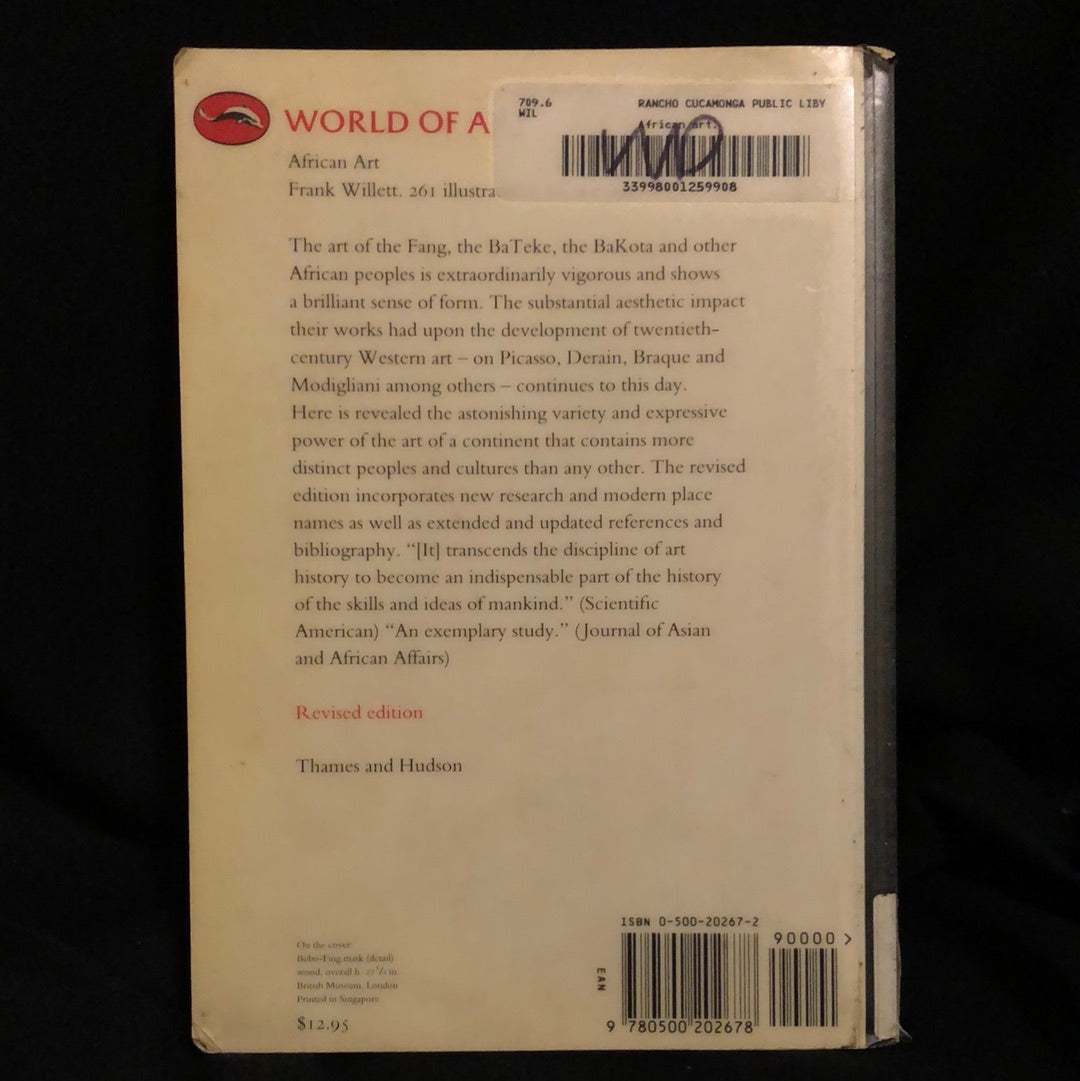 709.6
WIL
RANCHO CUCAMONGA PUBLIC LIBY
African art.
33998001259908
WORLD OF A
African Art
Frank Willett. 261 illustra
The art of the Fang, the BaTeke, the BaKota and other
African peoples is extraordinarily vigorous and shows
a brilliant sense of form. The substantial aesthetic impact
their works had upon the development of twentieth-
century Western art – on Picasso, Derain, Braque and
Modigliani among others – continues to this day.
Here is revealed the astonishing variety and expressive
power of the art of a continent that contains more
distinct peoples and cultures than any other. The revised
edition incorporates new research and modern place
names as well as extended and updated references and
bibliography. “[It] transcends the discipline of art
history to become an indispensable part of the history
of the skills and ideas of mankind.” (Scientific
American) “An exemplary study.” (Journal of Asian
and African Affairs)
Revised edition
Thames and Hudson
On the cover:
Bobo-Fing mask (detail)
wood, overall h. in
British Museum, London
Printed in Singapore
$12.95
ISBN 0-500-20267-2
90000 >
EAN
9 780500 202678